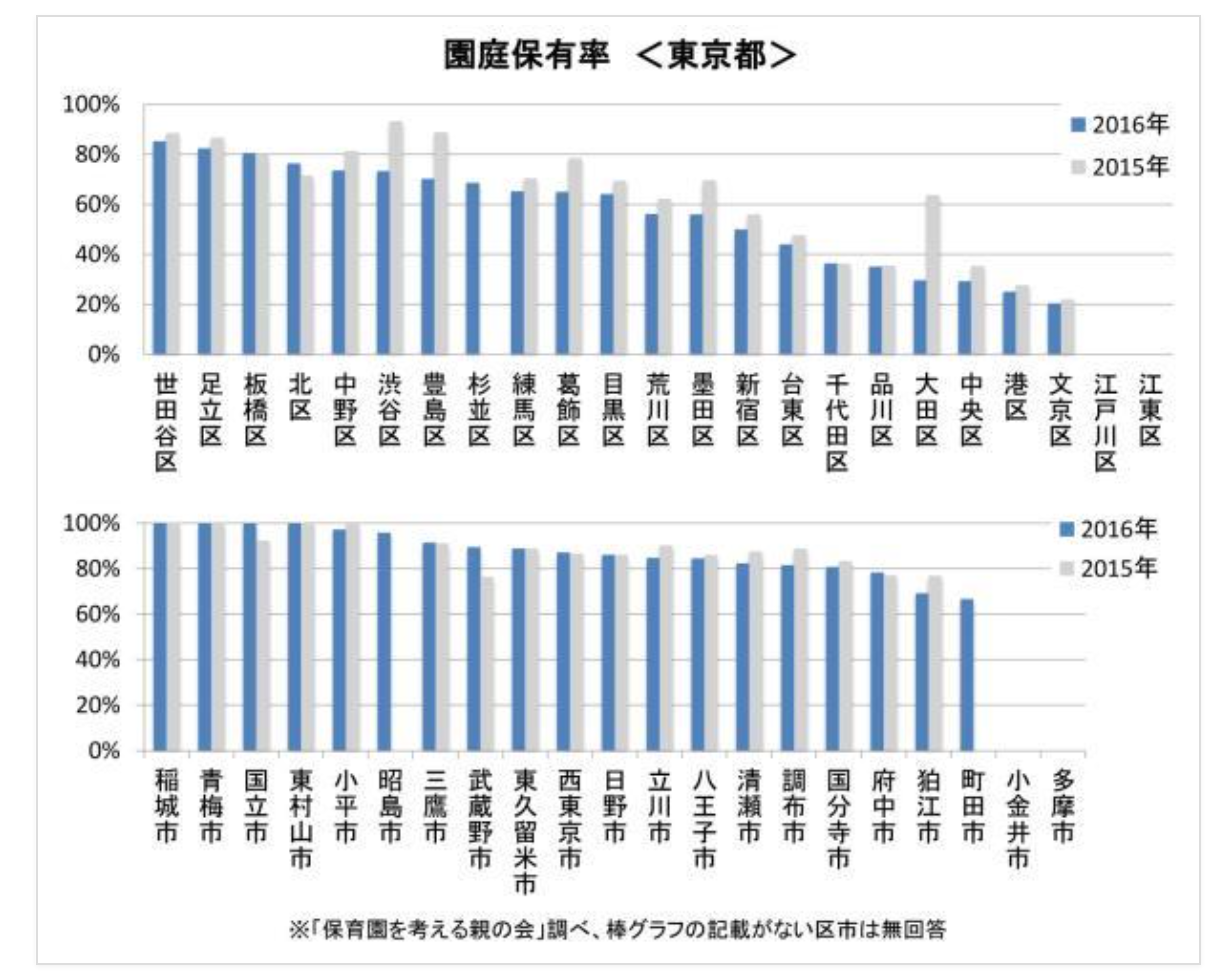 園庭保有率 <東京都>
100%
80%
60%
40%
20%
0%
2016年
2015年
世田谷区
足立区
板橋区
北区
中野区
渋谷区
豊島区
杉並区
練馬区
葛飾区
目黒区
荒川区
墨田区
新宿区
台東区
千代田区
品川区
大田区
中央区
港区
文京区
江戸川区
江東区
100%
80%
60%
40%
20%
0%
2016年
2015年
稲城市
青梅市
国立市
東村山市
小平市
昭島市
三鷹市
武蔵野市
東久留米市
西東京市
日野市
立川市
八王子市
清瀬市
調布市
国分寺市
府中市
狛江市
町田市
小金井市
多摩市
※「保育園を考える親の会」調べ、棒グラフの記載がない区市は無回答